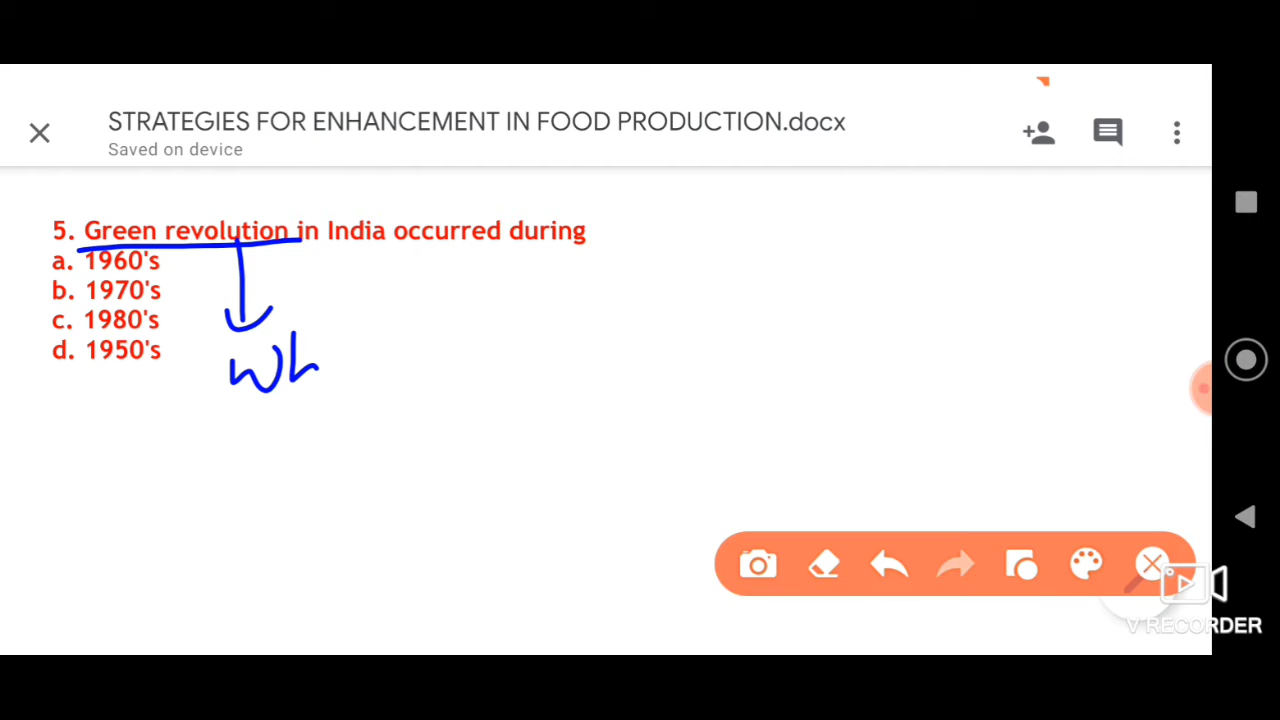 STRATEGIES FOR ENHANCEMENT IN FOOD PRODUCTION.docx
Saved on device
5. Green revolution in India occurred during
a. 1960's
b. 1970's
c. 1980's
d. 1950's
Wh
V RECORDER